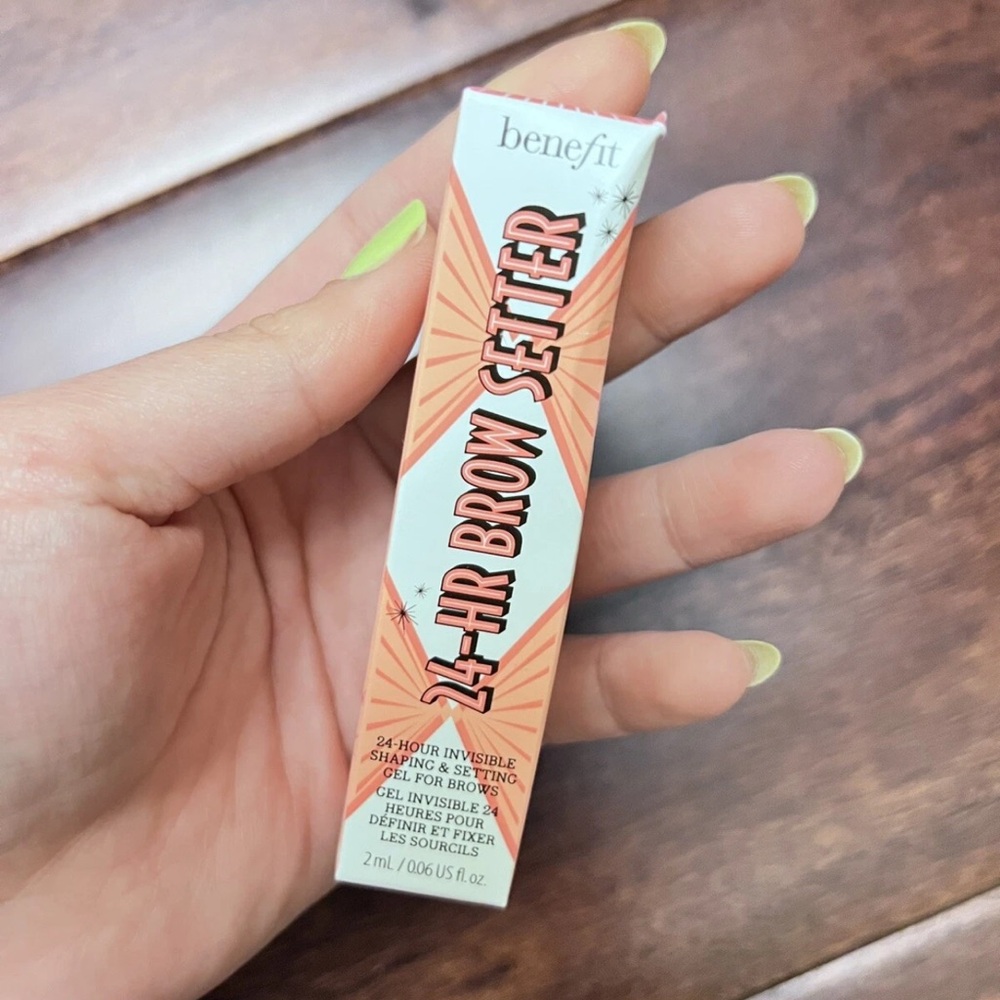 benefit
24-HR BROW SETTER
24-HOUR INVISIBLE
SHAPING & SETTING
GEL FOR BROWS
GEL INVISIBLE 24
HEURES POUR
DÉFINIR ET FIXER
LES SOURCILS
2 mL / 0.06 US fl. oz.